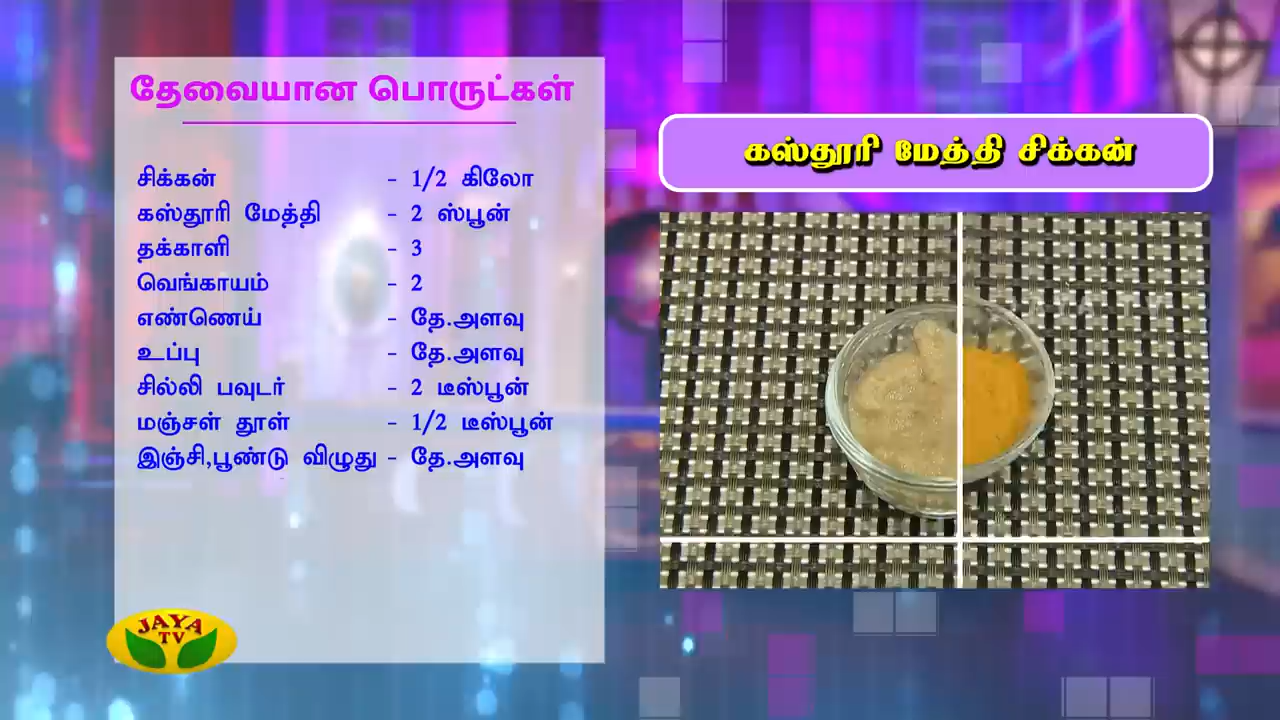 தேவையான பொருட்கள்
சிக்கன் - 1/2 கிலோ
கஸ்தூரி மேத்தி - 2 ஸ்பூன்
தக்காளி - 3
வெங்காயம் - 2
எண்ணெய் - தே.அளவு
உப்பு - தே.அளவு
சில்லி பவுடர் - 2 டீஸ்பூன்
மஞ்சள் தூள் - 1/2 டீஸ்பூன்
இஞ்சி,பூண்டு விழுது - தே.அளவு
கஸ்தூரி மேத்தி சிக்கன்
JAYA
TV